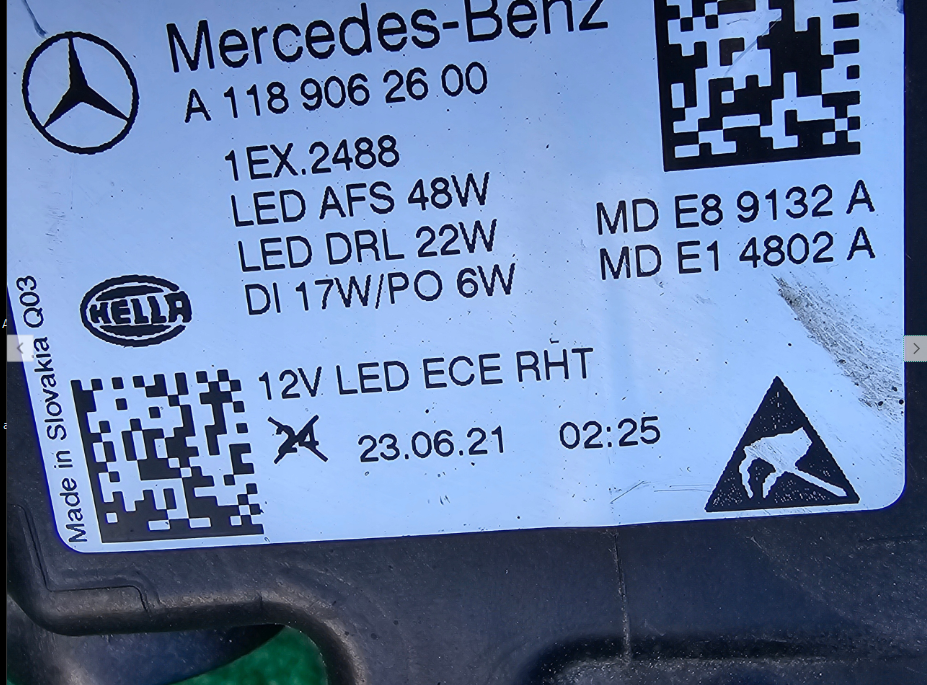 Mercedes-Benz
A 118 906 26 00
1EX.2488
LED AFS 48W
LED DRL 22W
DI 17W/PO 6W
MD E8 9132 A
MD E1 4802 A
HELLA
Made in Slovakia Q03
12V LED ECE RHT
24
23.06.21 02:25